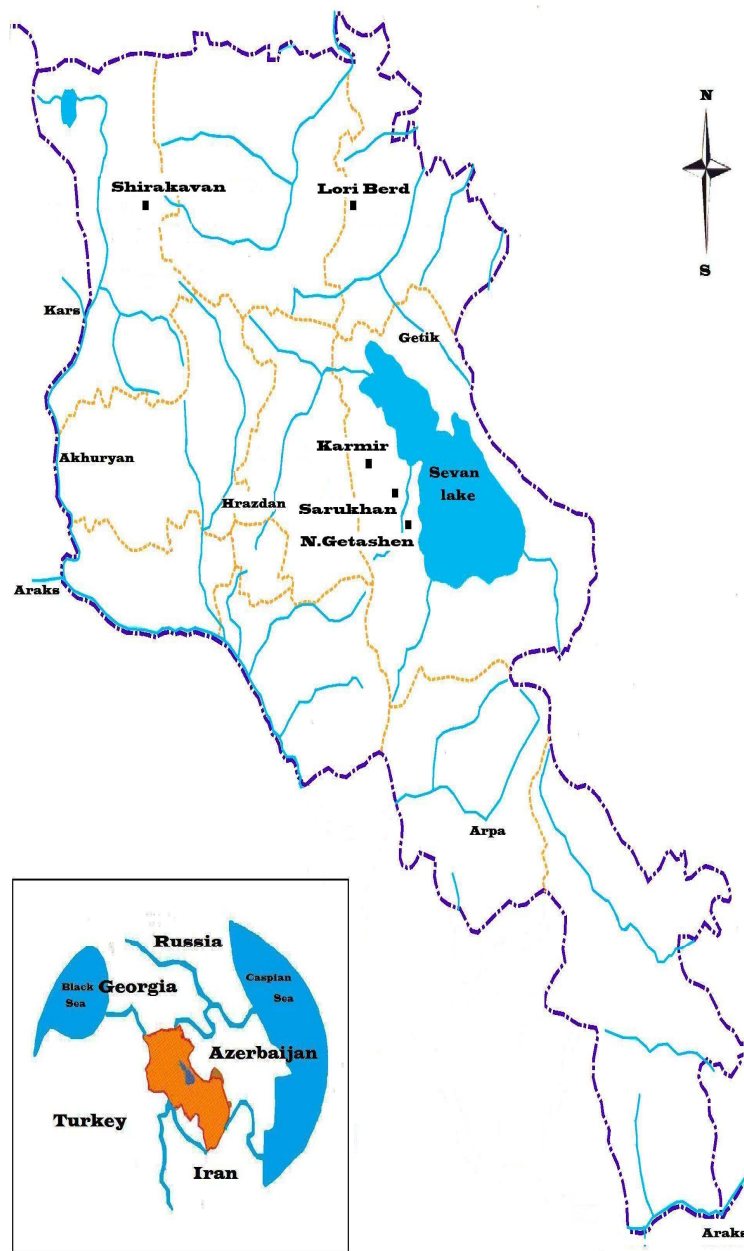 N
Shirakavan
Lori Berd
S
Kars
Getik
Karmir
Akhuryan
Sevan
lake
Hrazdan
Sarukhan
N.Getashen
Araks
Arpa
Russia
Black
Sea
Georgia
Caspian
Sea
Azerbaijan
Turkey
Iran
Araks